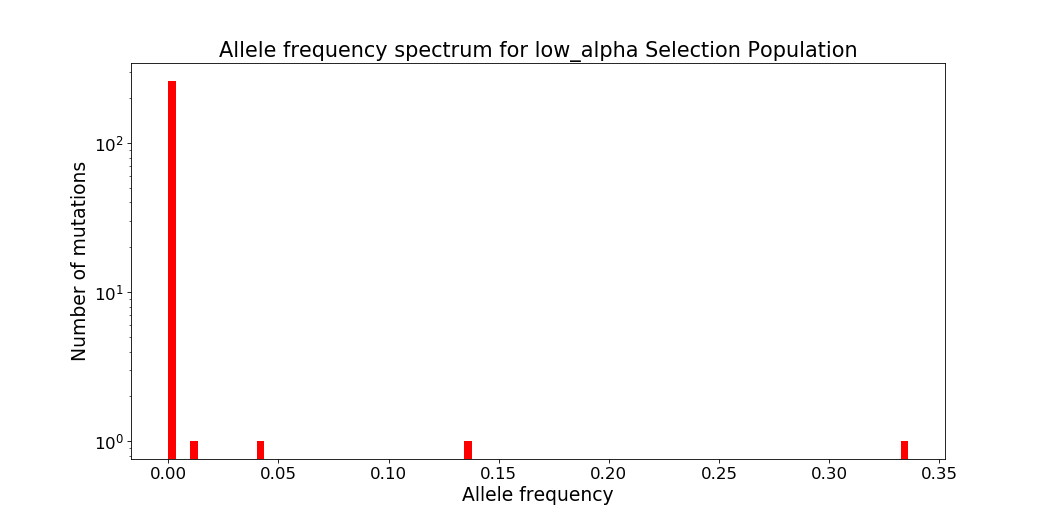 Allele frequency spectrum for low_alpha Selection Population
Number of mutations
10²
10¹
10⁰
0.00 0.05 0.10 0.15 0.20 0.25 0.30 0.35
Allele frequency